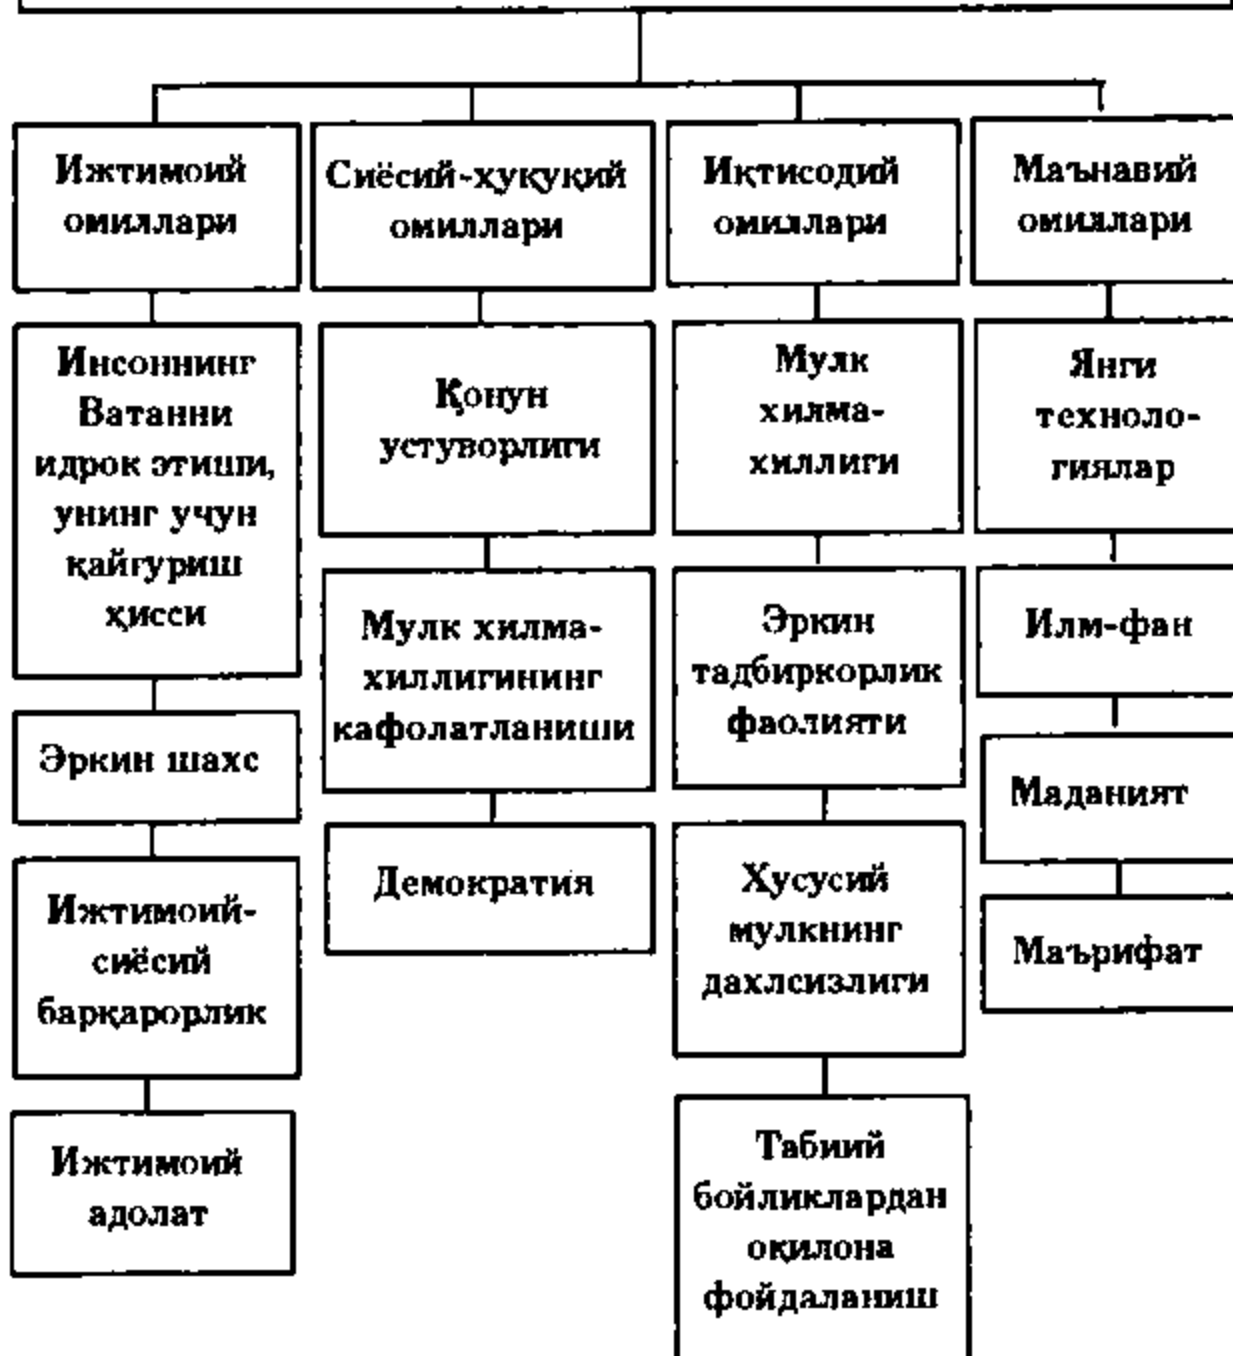 Ижтимоий
омиллари
Сиёсий-ҳуқуқий
омиллари
Иқтисодий
омиллари
Маънавий
омиллари
Инсоннинг
Ватанни
идрок этиши,
унинг учун
қайғуриш
ҳисси
Эркин шахс
Ижтимоий-
сиёсий
барқарорлик
Ижтимоий
адолат
Қонун
устуворлиги
Мулк хилма-
хиллигининг
кафолатланиши
Демократия
Мулк
хилма-
хиллиги
Эркин
тадбиркорлик
фаолияти
Ҳусусий
мулкнинг
дахлсизлиги
Табиий
бойликлардан
оқилона
фойдаланиш
Янги
техноло-
гиялар
Илм-фан
Маданият
Маърифат